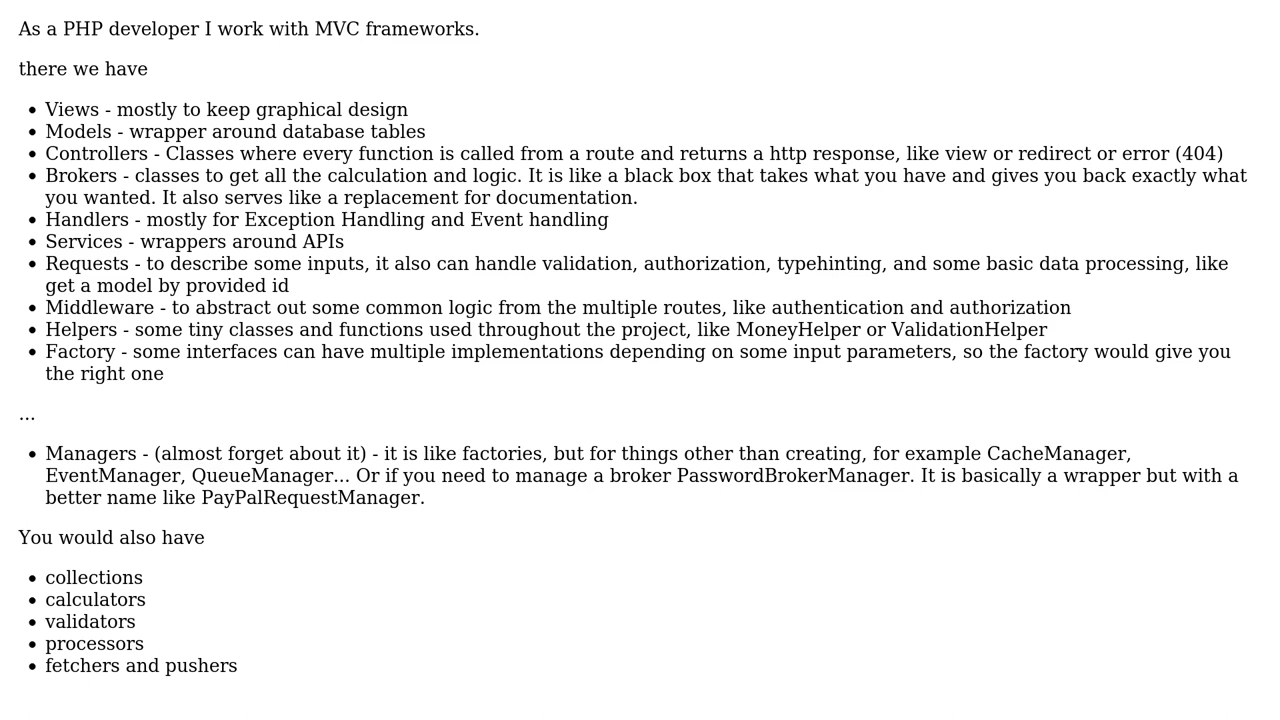 As a PHP developer I work with MVC frameworks.
there we have
• Views - mostly to keep graphical design
• Models - wrapper around database tables
• Controllers - Classes where every function is called from a route and returns a http response, like view or redirect or error (404)
• Brokers - classes to get all the calculation and logic. It is like a black box that takes what you have and gives you back exactly what
you wanted. It also serves like a replacement for documentation.
• Handlers - mostly for Exception Handling and Event handling
• Services - wrappers around APIs
• Requests - to describe some inputs, it also can handle validation, authorization, typehinting, and some basic data processing, like
get a model by provided id
• Middleware - to abstract out some common logic from the multiple routes, like authentication and authorization
• Helpers - some tiny classes and functions used throughout the project, like MoneyHelper or ValidationHelper
• Factory - some interfaces can have multiple implementations depending on some input parameters, so the factory would give you
the right one
...
• Managers - (almost forget about it) - it is like factories, but for things other than creating, for example CacheManager,
EventManager, QueueManager... Or if you need to manage a broker PasswordBrokerManager. It is basically a wrapper but with a
better name like PayPalRequestManager.
You would also have
• collections
• calculators
• validators
• processors
• fetchers and pushers